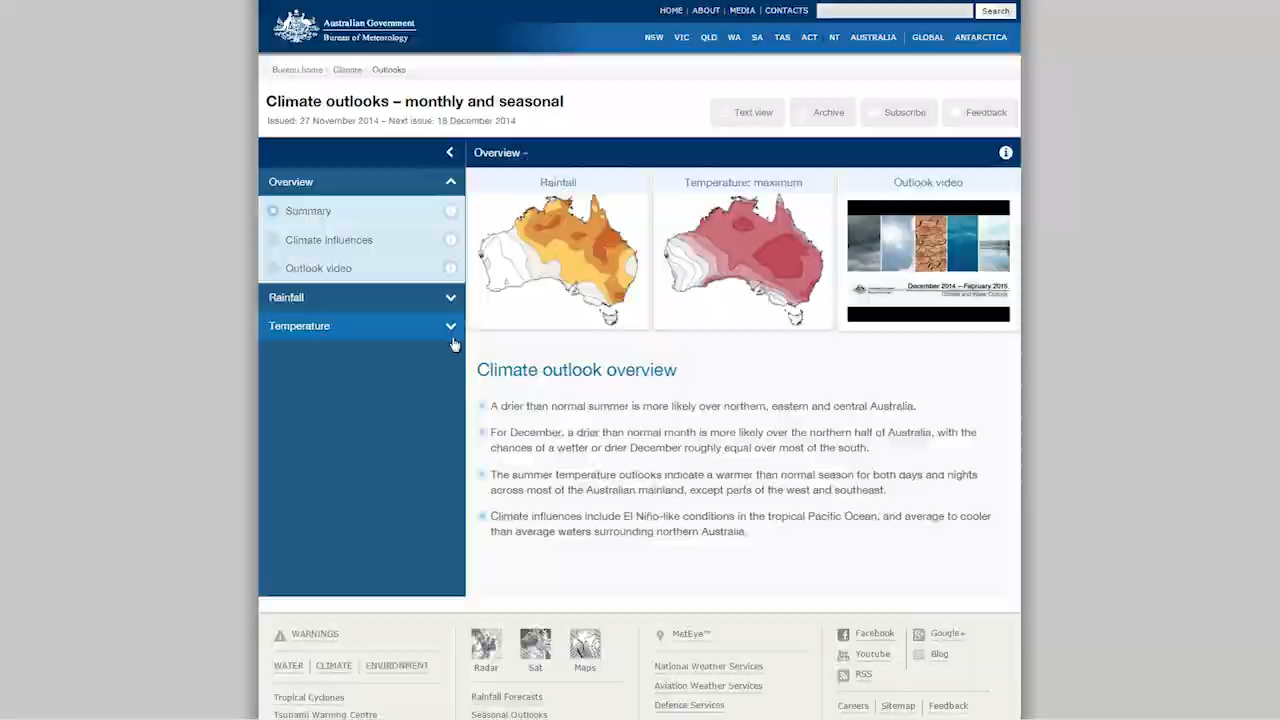 HOME | ABOUT | MEDIA | CONTACTS
Search
Australian Government
Bureau of Meteorology
NSW VIC QLD WA SA TAS ACT NT AUSTRALIA | GLOBAL ANTARCTICA
Bureau home Climate Outlooks
Climate outlooks – monthly and seasonal
Issued: 27 November 2014 – Next issue: 18 December 2014
Text view
Archive
Subscribe
Feedback
Overview
Summary
Climate Influences
Outlook video
Rainfall
Temperature
Overview –
Rainfall
Temperature: maximum
Outlook video
December 2014 – February 2015
Climate and Water Outlook
Climate outlook overview
A drier than normal summer is more likely over northern, eastern and central Australia.
For December, a drier than normal month is more likely over the northern half of Australia, with the
chances of a wetter or drier December roughly equal over most of the south.
The summer temperature outlooks indicate a warmer than normal season for both days and nights
across most of the Australian mainland, except parts of the west and southeast.
Climate influences include El Niño-like conditions in the tropical Pacific Ocean, and average to cooler
than average waters surrounding northern Australia.
WARNINGS
WATER | CLIMATE | ENVIRONMENT
Tropical Cyclones
Tsunami Warning Centre
Radar
Sat
Maps
Rainfall Forecasts
Seasonal Outlooks
MetEye™
National Weather Services
Aviation Weather Services
Defence Services
Facebook
Google+
Youtube
Blog
RSS
Careers | Sitemap | Feedback